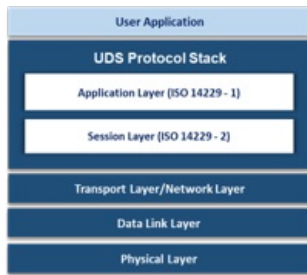 User Application
UDS Protocol Stack
Application Layer (ISO 14229 - 1)
Session Layer (ISO 14229 - 2)
Transport Layer/Network Layer
Data Link Layer
Physical Layer